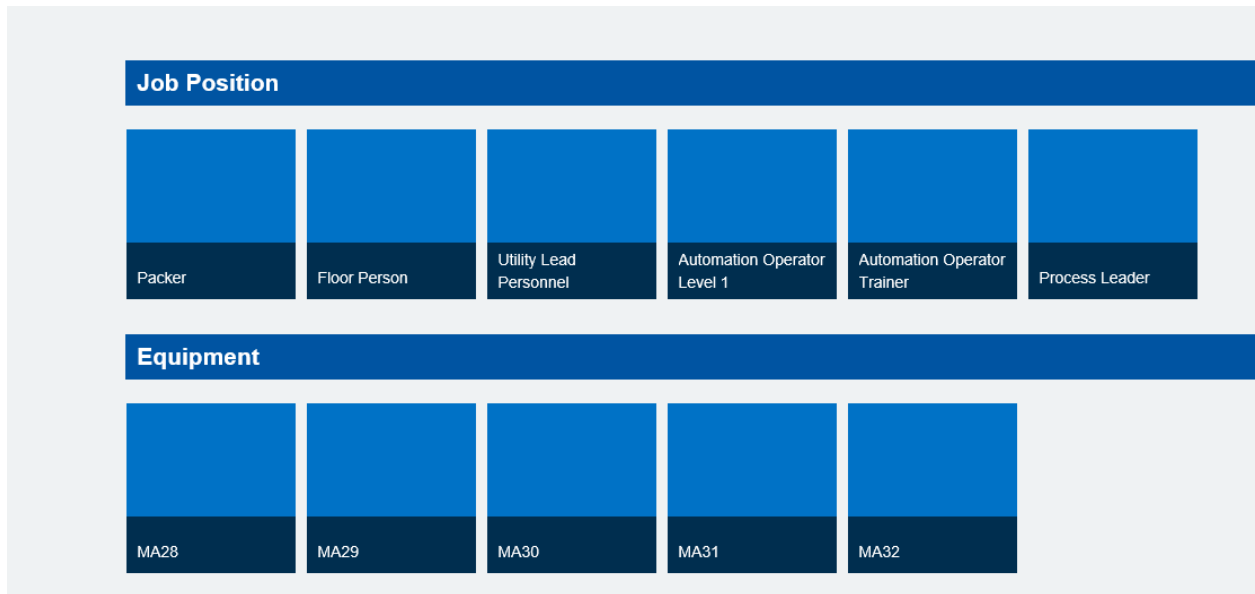 Job Position
Packer
Floor Person
Utility Lead
Personnel
Automation Operator
Level 1
Automation Operator
Trainer
Process Leader
Equipment
MA28
MA29
MA30
MA31
MA32